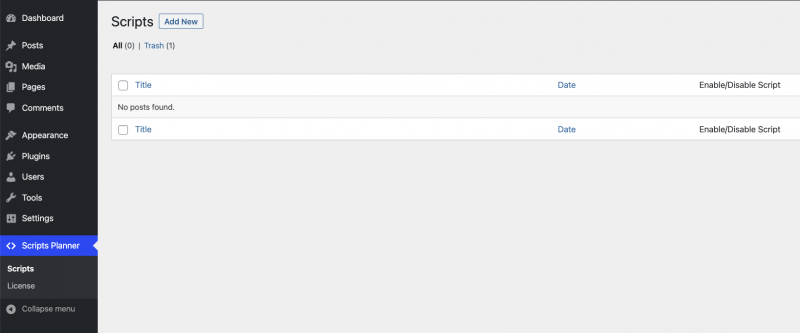 Dashboard
Posts
Media
Pages
Comments
Appearance
Plugins
Users
Tools
Settings
Scripts Planner
Scripts
License
Collapse menu
Scripts Add New
All (0) | Trash (1)
Title Date Enable/Disable Script
No posts found.
Title Date Enable/Disable Script